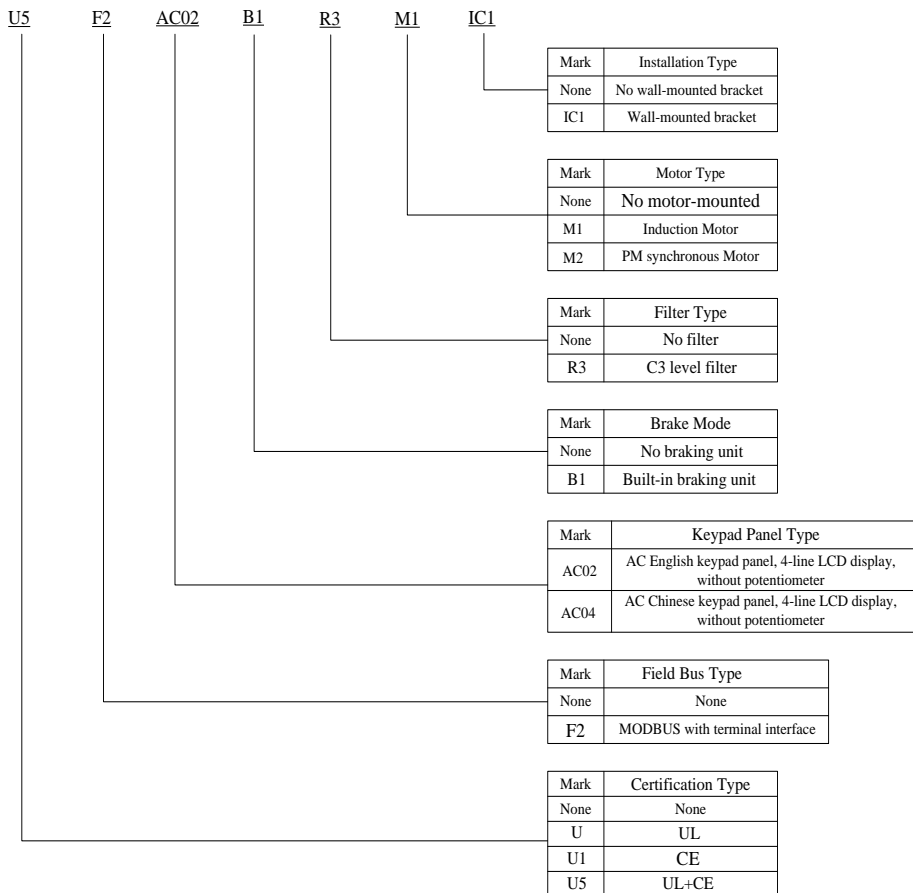 U5 F2 AC02 B1 R3 M1 IC1
Mark Installation Type
None No wall-mounted bracket
IC1 Wall-mounted bracket
Mark Motor Type
None No motor-mounted
M1 Induction Motor
M2 PM synchronous Motor
Mark Filter Type
None No filter
R3 C3 level filter
Mark Brake Mode
None No braking unit
B1 Built-in braking unit
Mark Keypad Panel Type
AC02 AC English keypad panel, 4-line LCD display,
without potentiometer
AC04 AC Chinese keypad panel, 4-line LCD display,
without potentiometer
Mark Field Bus Type
None None
F2 MODBUS with terminal interface
Mark Certification Type
None None
U UL
U1 CE
U5 UL+CE